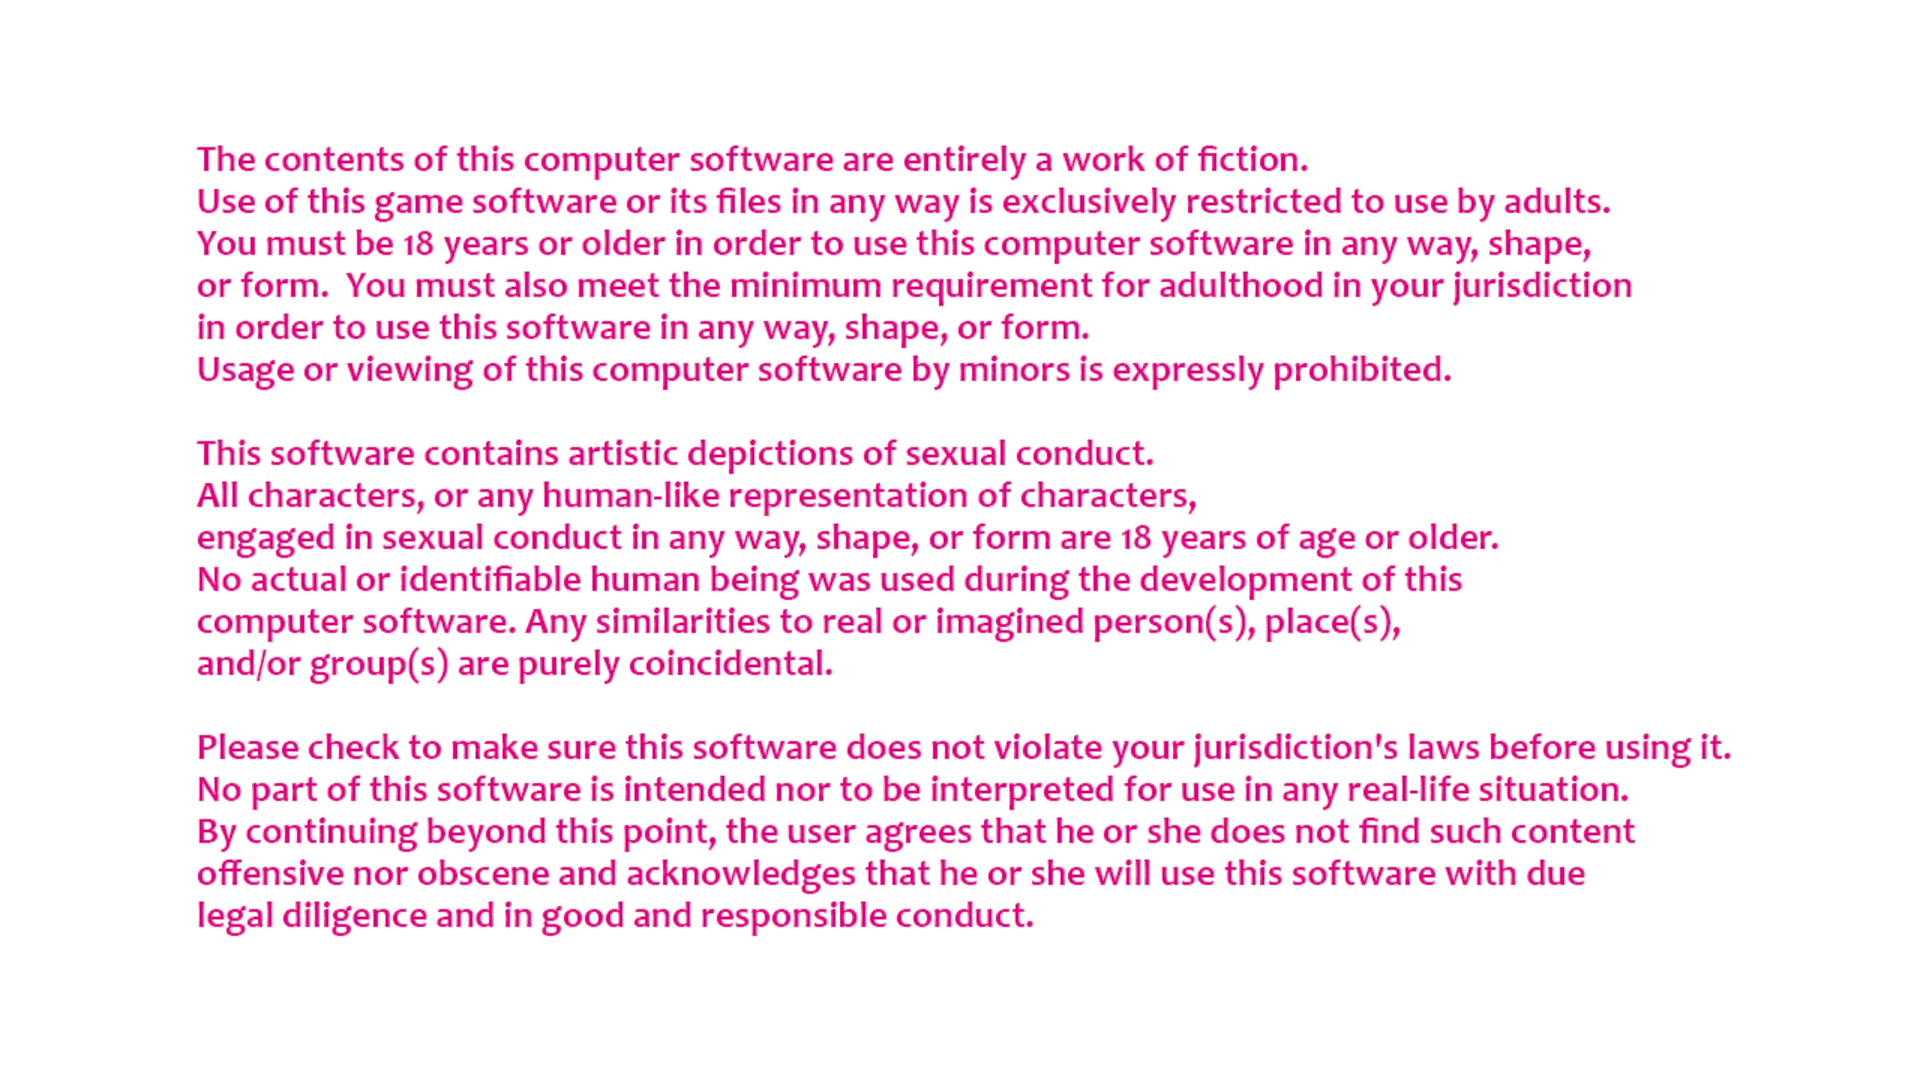 The contents of this computer software are entirely a work of fiction.
Use of this game software or its files in any way is exclusively restricted to use by adults.
You must be 18 years or older in order to use this computer software in any way, shape,
or form.  You must also meet the minimum requirement for adulthood in your jurisdiction
in order to use this software in any way, shape, or form.
Usage or viewing of this computer software by minors is expressly prohibited.

This software contains artistic depictions of sexual conduct.
All characters, or any human-like representation of characters,
engaged in sexual conduct in any way, shape, or form are 18 years of age or older.
No actual or identifiable human being was used during the development of this
computer software. Any similarities to real or imagined person(s), place(s),
and/or group(s) are purely coincidental.

Please check to make sure this software does not violate your jurisdiction's laws before using it.
No part of this software is intended nor to be interpreted for use in any real-life situation.
By continuing beyond this point, the user agrees that he or she does not find such content
offensive nor obscene and acknowledges that he or she will use this software with due
legal diligence and in good and responsible conduct.